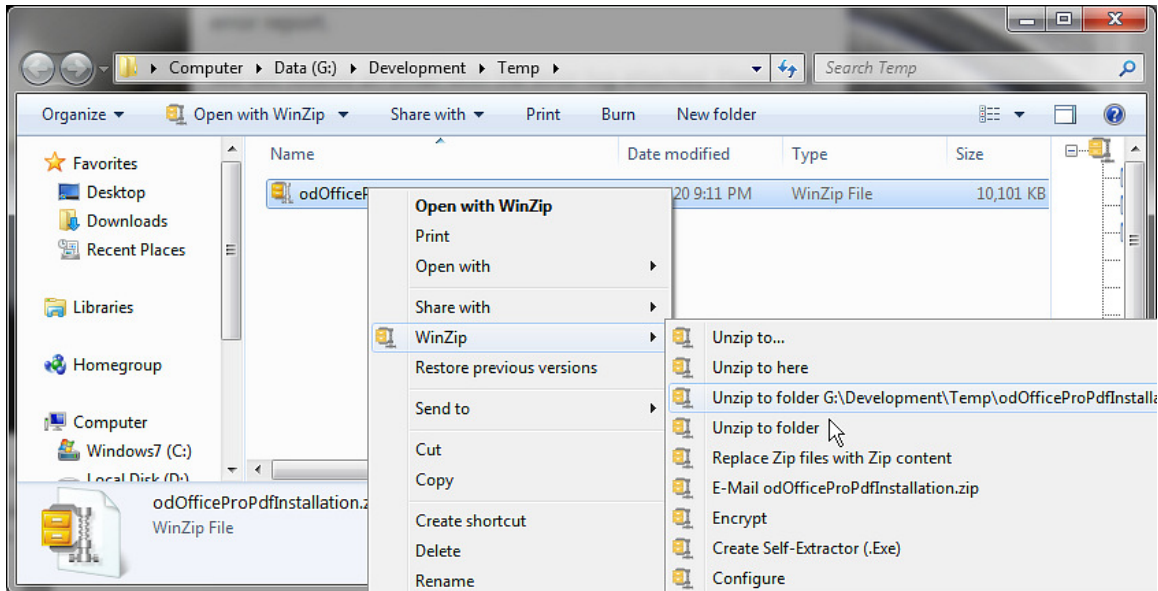 error report.
Computer Data (G:) Development Temp
Search Temp
Organize Open with WinZip Share with Print Burn New folder
Name Date modified Type Size
Favorites
Desktop
Downloads
Recent Places
Libraries
Homegroup
Computer
Windows7 (C:)
Local Disk (D:)
odOfficeP 20 9:11 PM WinZip File 10,101 KB
Open with WinZip
Print
Open with
Share with
WinZip
Restore previous versions
Send to
Cut
Copy
Create shortcut
Delete
Rename
Unzip to...
Unzip to here
Unzip to folder G:\Development\Temp\odOfficeProPdfInstalla
Unzip to folder
Replace Zip files with Zip content
E-Mail odOfficeProPdfInstallation.zip
Encrypt
Create Self-Extractor (.Exe)
Configure
odOfficeProPdfInstallation.z
WinZip File